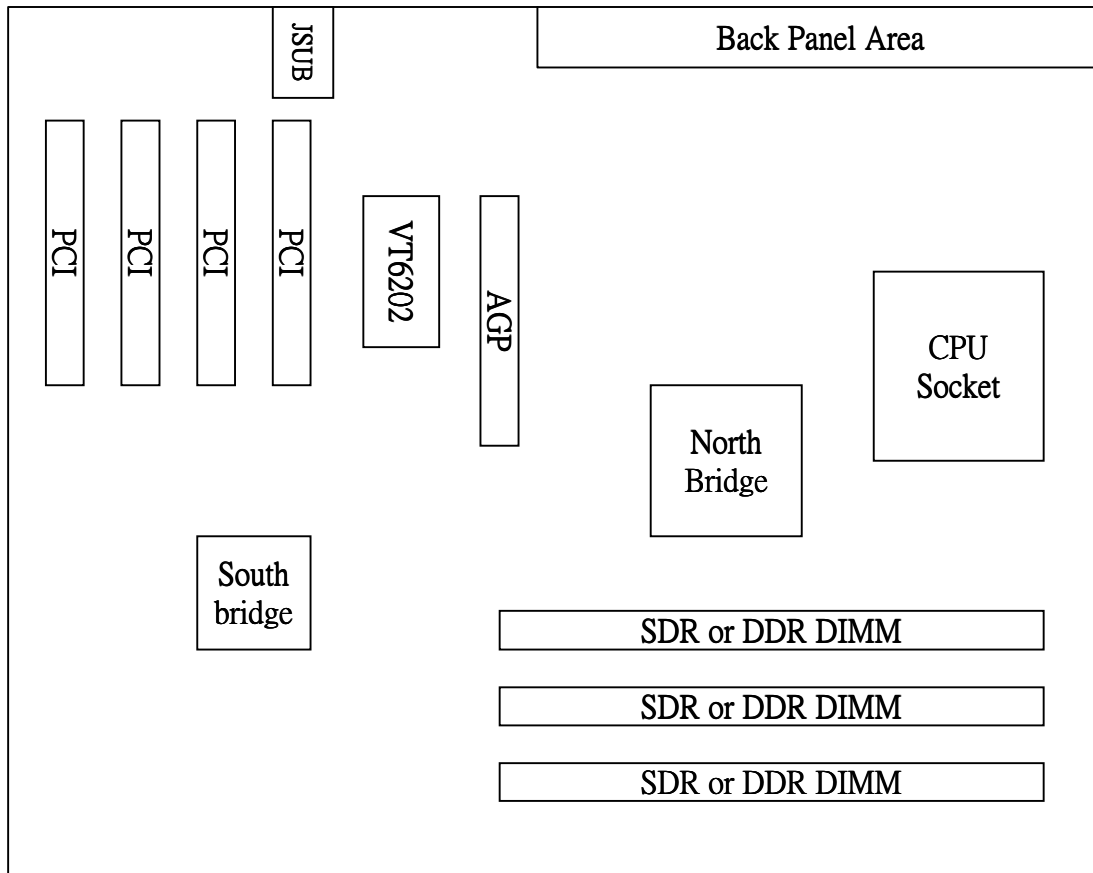 JSUB
Back Panel Area
PCI
PCI
PCI
PCI
VT6202
AGP
CPU
Socket
North
Bridge
South
bridge
SDR or DDR DIMM
SDR or DDR DIMM
SDR or DDR DIMM